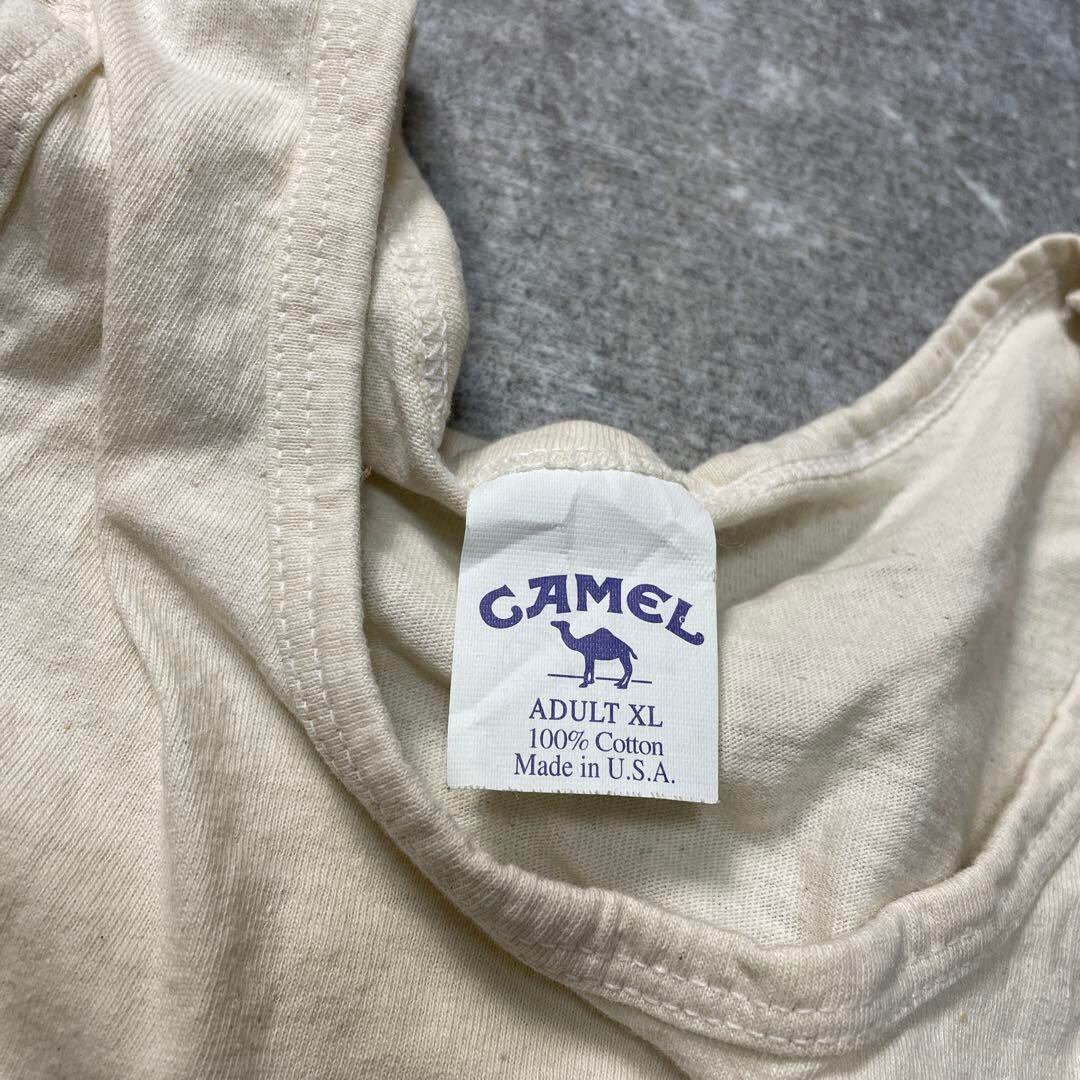 CAMEL
ADULT XL
100% Cotton
Made in U.S.A.